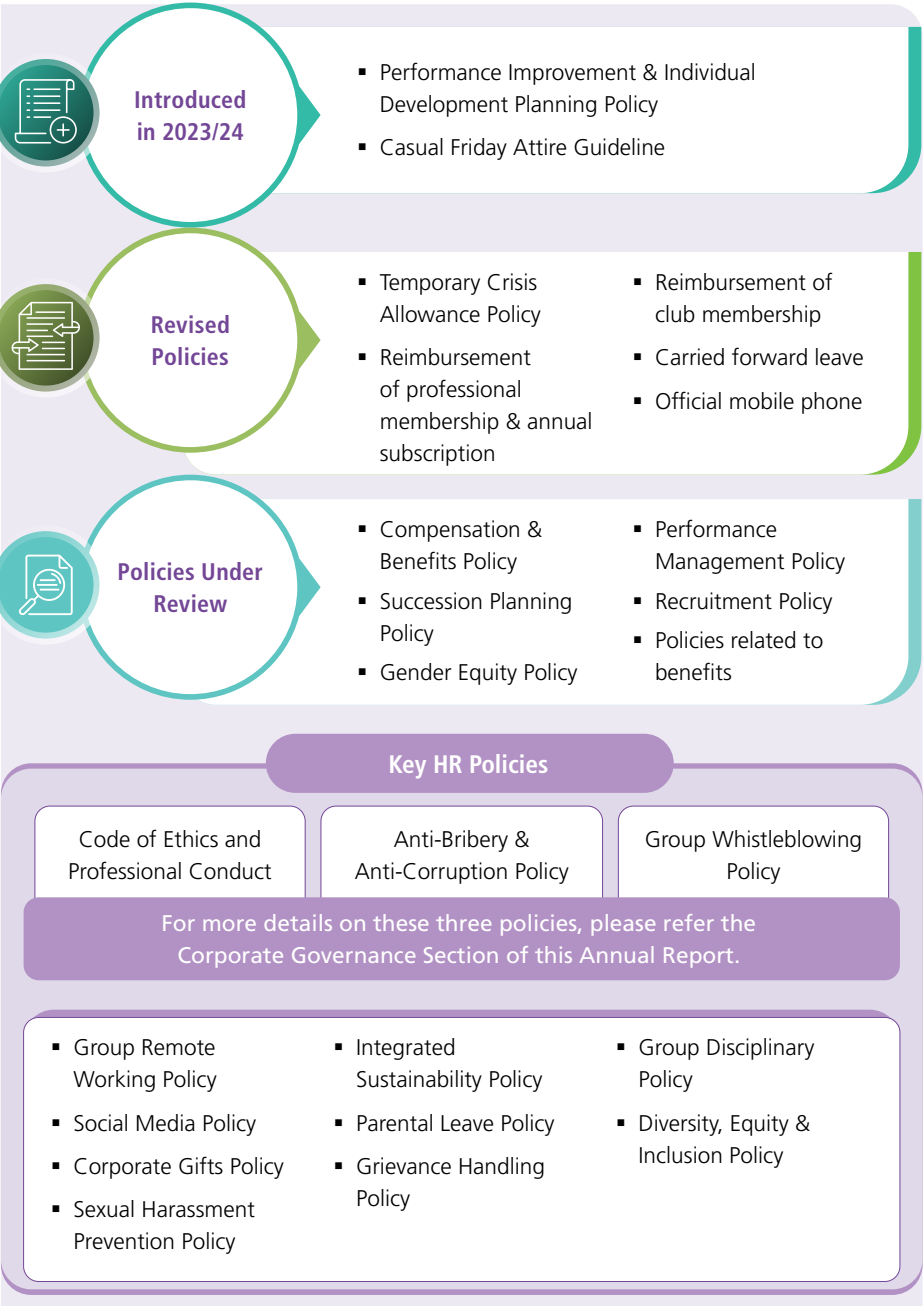 Introduced
in 2023/24
▪ Performance Improvement & Individual
Development Planning Policy
▪ Casual Friday Attire Guideline
Revised
Policies
▪ Temporary Crisis
Allowance Policy
▪ Reimbursement
of professional
membership & annual
subscription
▪ Reimbursement of
club membership
▪ Carried forward leave
▪ Official mobile phone
Policies Under
Review
▪ Compensation &
Benefits Policy
▪ Succession Planning
Policy
▪ Gender Equity Policy
▪ Performance
Management Policy
▪ Recruitment Policy
▪ Policies related to
benefits
Key HR Policies
Code of Ethics and
Professional Conduct
Anti-Bribery &
Anti-Corruption Policy
Group Whistleblowing
Policy
For more details on these three policies, please refer the
Corporate Governance Section of this Annual Report.
▪ Group Remote
Working Policy
▪ Social Media Policy
▪ Corporate Gifts Policy
▪ Sexual Harassment
Prevention Policy
▪ Integrated
Sustainability Policy
▪ Parental Leave Policy
▪ Grievance Handling
Policy
▪ Group Disciplinary
Policy
▪ Diversity, Equity &
Inclusion Policy